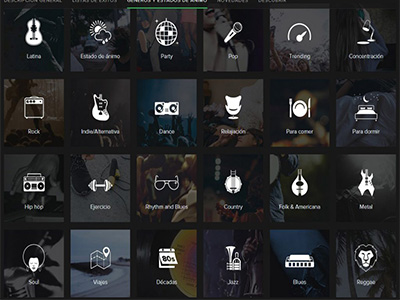 DESCRIPCIÓN GENERAL LISTAS DE ÉXITOS GÉNEROS Y ESTADOS DE ÁNIMO NOVEDADES DESCUBRIR
Latina Estado de ánimo Party Pop Trending Concentración
Rock Indie/Alternativa Dance Relajación Para comer Para dormir
Hip hop Ejercicio Rhythm and Blues Country Folk & Americana Metal
80s
Soul Viajes Décadas Jazz Blues Reggae